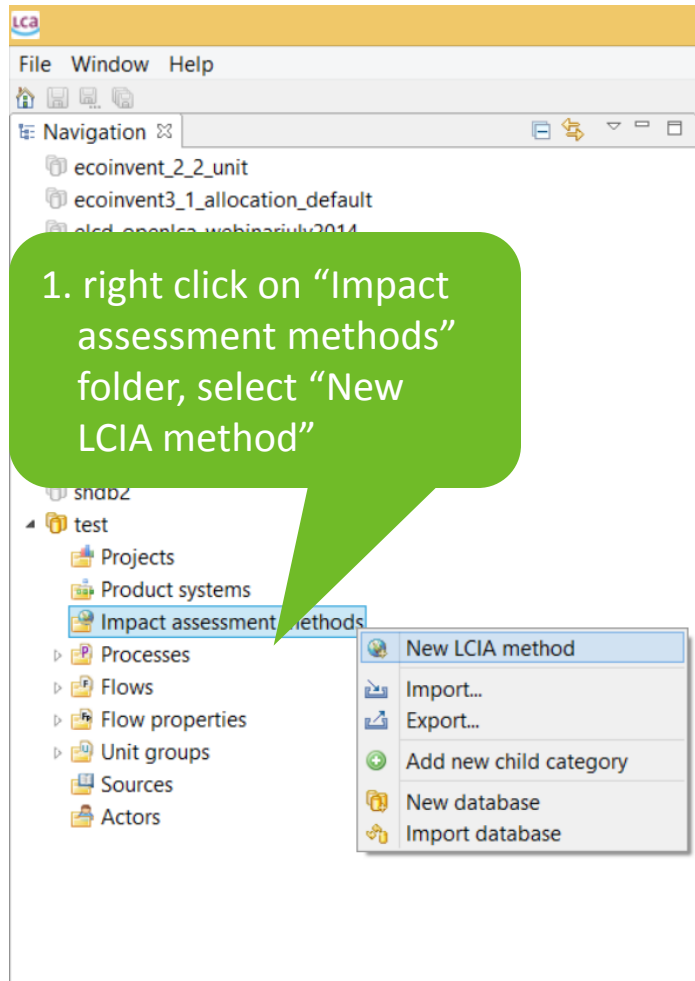 LCA
File Window Help
Navigation
ecoinvent_2_2_unit
ecoinvent3_1_allocation_default
elcd_openlca_webinarjuly2014
1. right click on “Impact
assessment methods”
folder, select “New
LCIA method”
test
Projects
Product systems
Impact assessment methods
New LCIA method
Processes
Flows
Import...
Export...
Flow properties
Add new child category
Unit groups
Sources
New database
Actors
Import database